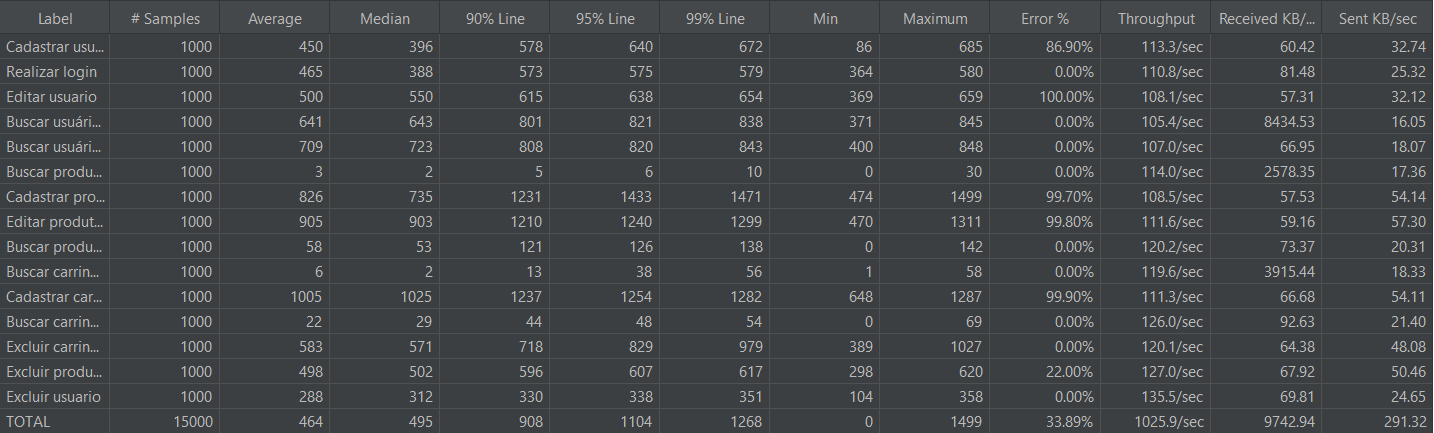 Label # Samples Average Median 90% Line 95% Line 99% Line Min Maximum Error % Throughput Received KB/... Sent KB/sec
Cadastrar usu... 1000 450 396 578 640 672 86 685 86.90% 113.3/sec 60.42 32.74
Realizar login 1000 465 388 573 575 579 364 580 0.00% 110.8/sec 81.48 25.32
Editar usuario 1000 500 550 615 638 654 369 659 100.00% 108.1/sec 57.31 32.12
Buscar usuári... 1000 641 643 801 821 838 371 845 0.00% 105.4/sec 8434.53 16.05
Buscar usuári... 1000 709 723 808 820 843 400 848 0.00% 107.0/sec 66.95 18.07
Buscar produ... 1000 3 2 5 6 10 0 30 0.00% 114.0/sec 2578.35 17.36
Cadastrar pro... 1000 826 735 1231 1433 1471 474 1499 99.70% 108.5/sec 57.53 54.14
Editar produt... 1000 905 903 1210 1240 1299 470 1311 99.80% 111.6/sec 59.16 57.30
Buscar produ... 1000 58 53 121 126 138 0 142 0.00% 120.2/sec 73.37 20.31
Buscar carrin... 1000 6 2 13 38 56 1 58 0.00% 119.6/sec 3915.44 18.33
Cadastrar car... 1000 1005 1025 1237 1254 1282 648 1287 99.90% 111.3/sec 66.68 54.11
Buscar carrin... 1000 22 29 44 48 54 0 69 0.00% 126.0/sec 92.63 21.40
Excluir carrin... 1000 583 571 718 829 979 389 1027 0.00% 120.1/sec 64.38 48.08
Excluir produ... 1000 498 502 596 607 617 298 620 22.00% 127.0/sec 67.92 50.46
Excluir usuario 1000 288 312 330 338 351 104 358 0.00% 135.5/sec 69.81 24.65
TOTAL 15000 464 495 908 1104 1268 0 1499 33.89% 1025.9/sec 9742.94 291.32